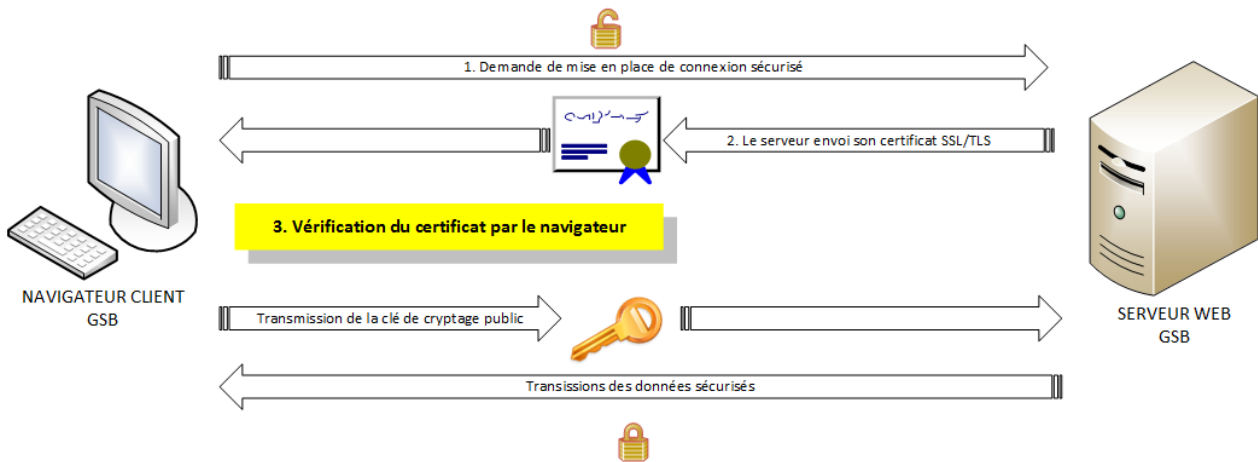 1. Demande de mise en place de connexion sécurisé
2. Le serveur envoi son certificat SSL/TLS
3. Vérification du certificat par le navigateur
NAVIGATEUR CLIENT
GSB
Transmission de la clé de cryptage public
SERVEUR WEB
GSB
Transissions des données sécurisés